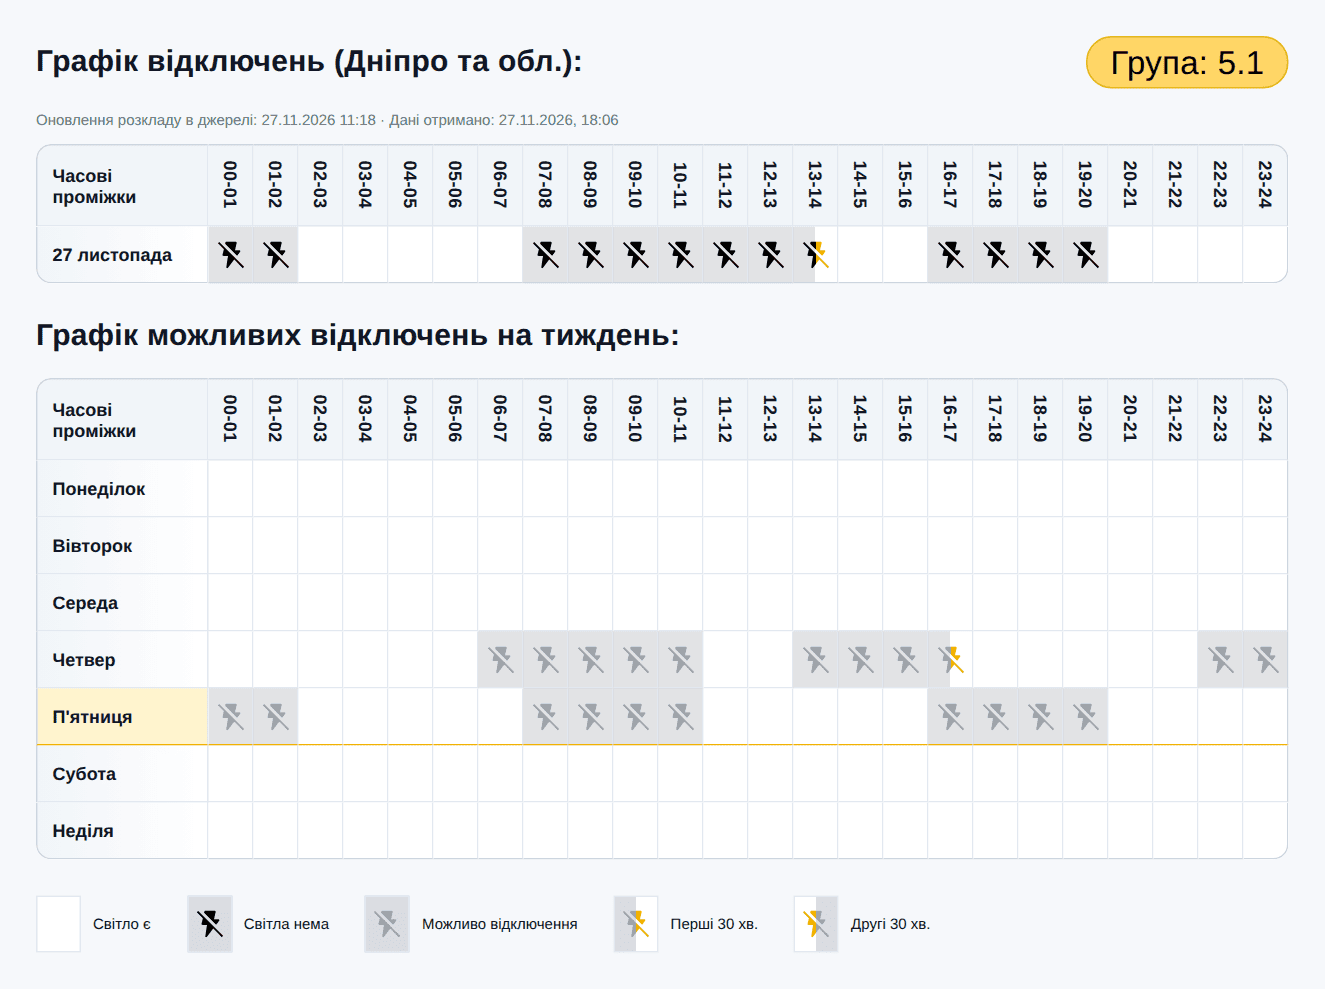 Графік відключень (Дніпро та обл.):
Група: 5.1
Оновлення розкладу в джерелі: 27.11.2026 11:18 · Дані отримано: 27.11.2026, 18:06
Часові
проміжки
00-01 01-02 02-03 03-04 04-05 05-06 06-07 07-08 08-09 09-10 10-11 11-12 12-13 13-14 14-15 15-16 16-17 17-18 18-19 19-20 20-21 21-22 22-23 23-24
27 листопада
Графік можливих відключень на тиждень:
Часові
проміжки
00-01 01-02 02-03 03-04 04-05 05-06 06-07 07-08 08-09 09-10 10-11 11-12 12-13 13-14 14-15 15-16 16-17 17-18 18-19 19-20 20-21 21-22 22-23 23-24
Понеділок
Вівторок
Середа
Четвер
П'ятниця
Субота
Неділя
Світло є
Світла нема
Можливо відключення
Перші 30 хв.
Другі 30 хв.